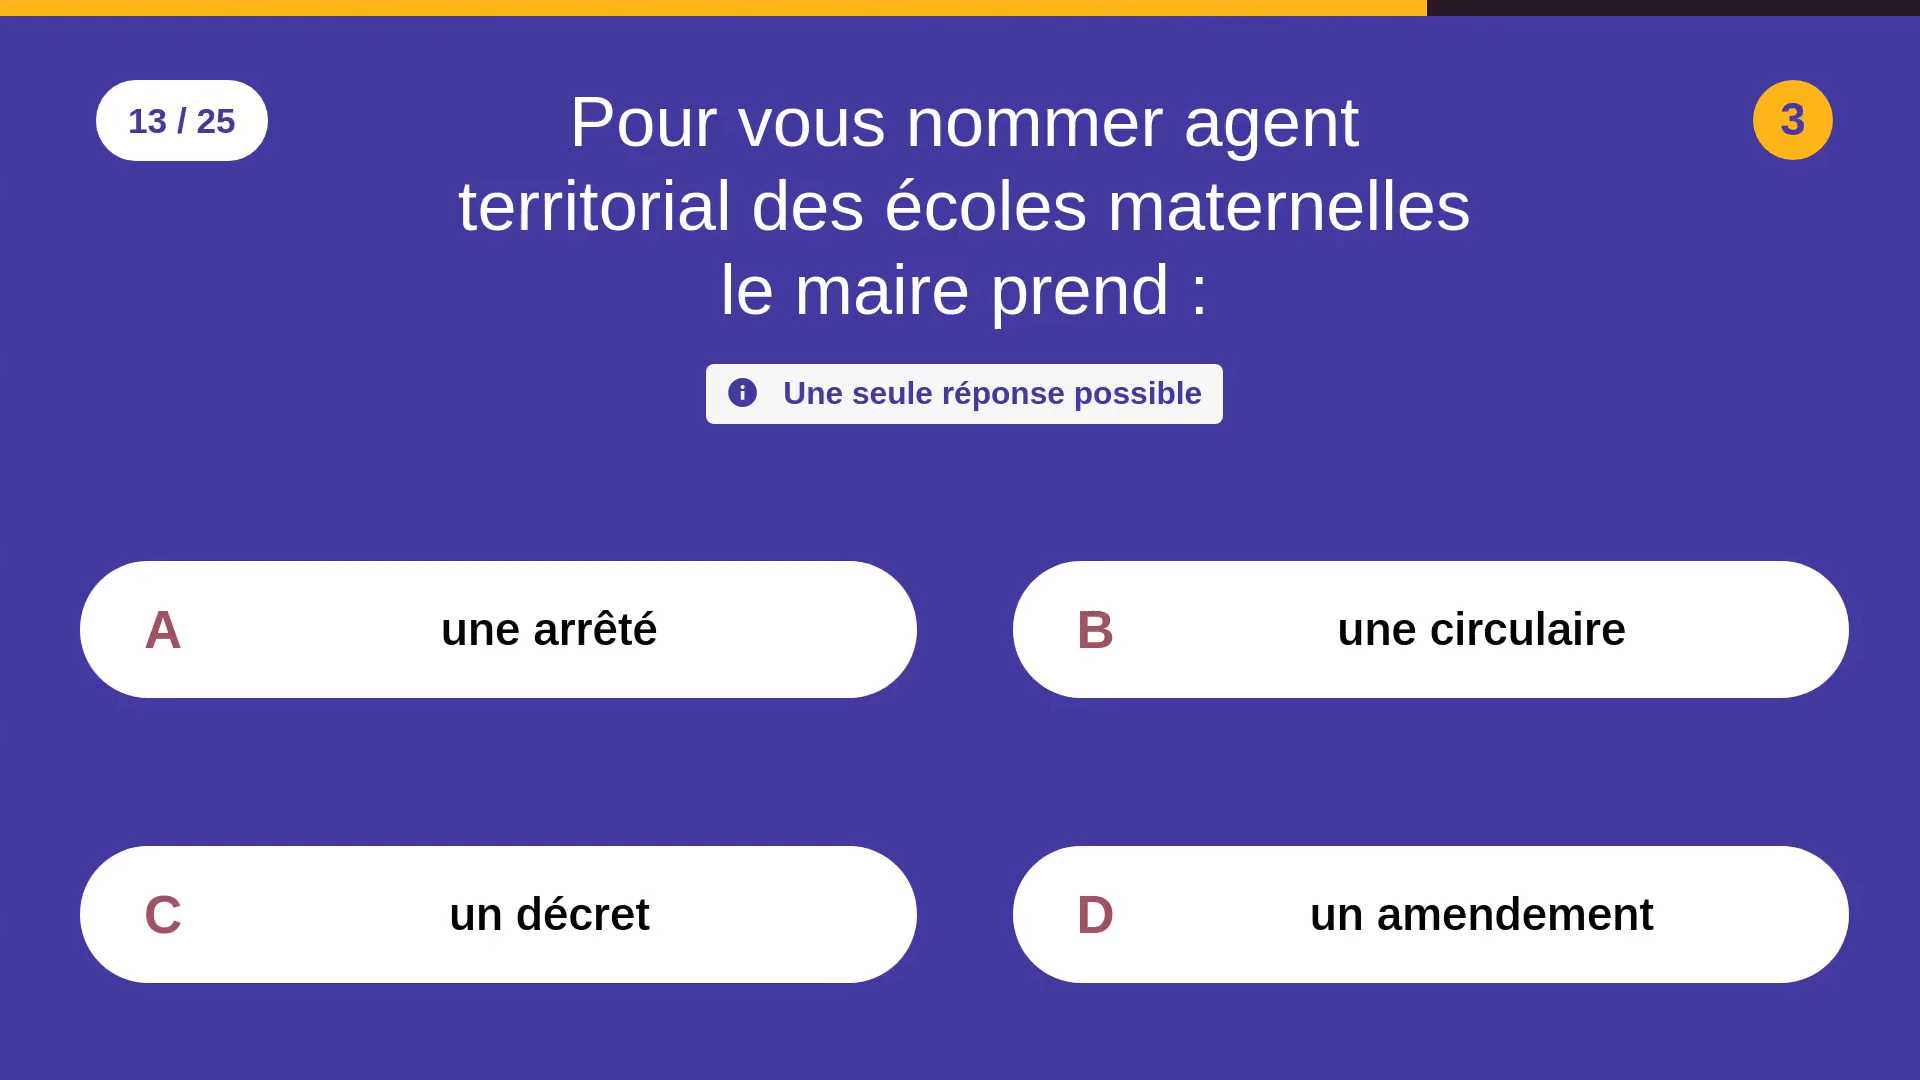 13 / 25
Pour vous nommer agent
territorial des écoles maternelles
le maire prend :
3
Une seule réponse possible
A une arrêté
B une circulaire
C un décret
D un amendement